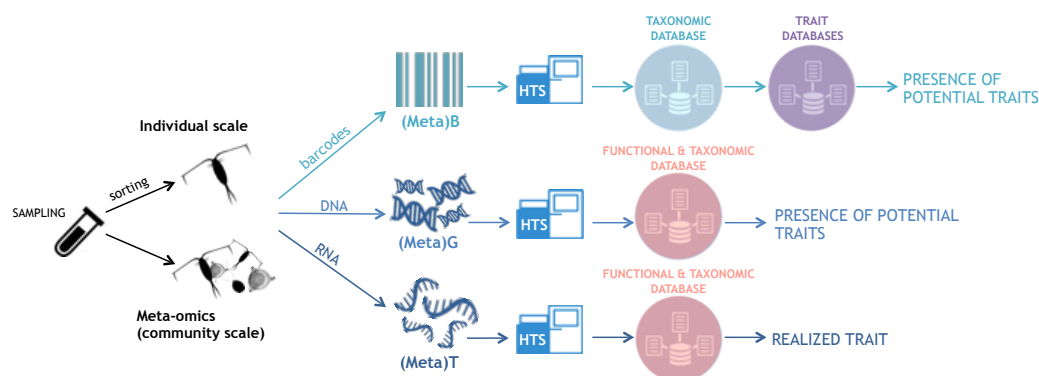 SAMPLING
sorting
Individual scale
Meta-omics
(community scale)
barcodes
(Meta)B
HTS
TAXONOMIC
DATABASE
TRAIT
DATABASES
PRESENCE OF
POTENTIAL TRAITS
DNA
(Meta)G
HTS
FUNCTIONAL & TAXONOMIC
DATABASE
PRESENCE OF POTENTIAL
TRAITS
RNA
(Meta)T
HTS
FUNCTIONAL & TAXONOMIC
DATABASE
REALIZED TRAIT